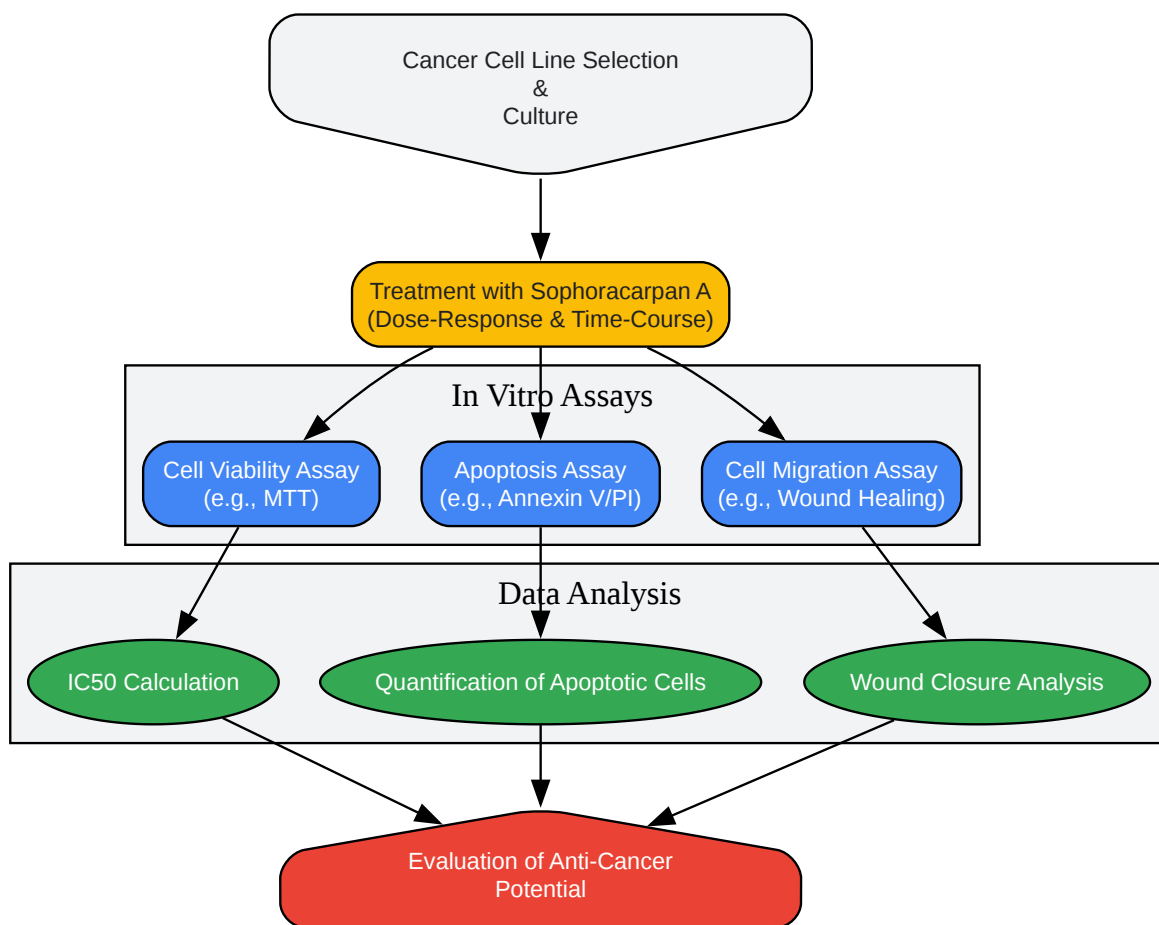 Cancer Cell Line Selection
&
Culture
Treatment with Sophoracarpan A
(Dose-Response & Time-Course)
In Vitro Assays
Cell Viability Assay
(e.g., MTT)
Apoptosis Assay
(e.g., Annexin V/PI)
Cell Migration Assay
(e.g., Wound Healing)
Data Analysis
IC50 Calculation
Quantification of Apoptotic Cells
Wound Closure Analysis
Evaluation of Anti-Cancer
Potential